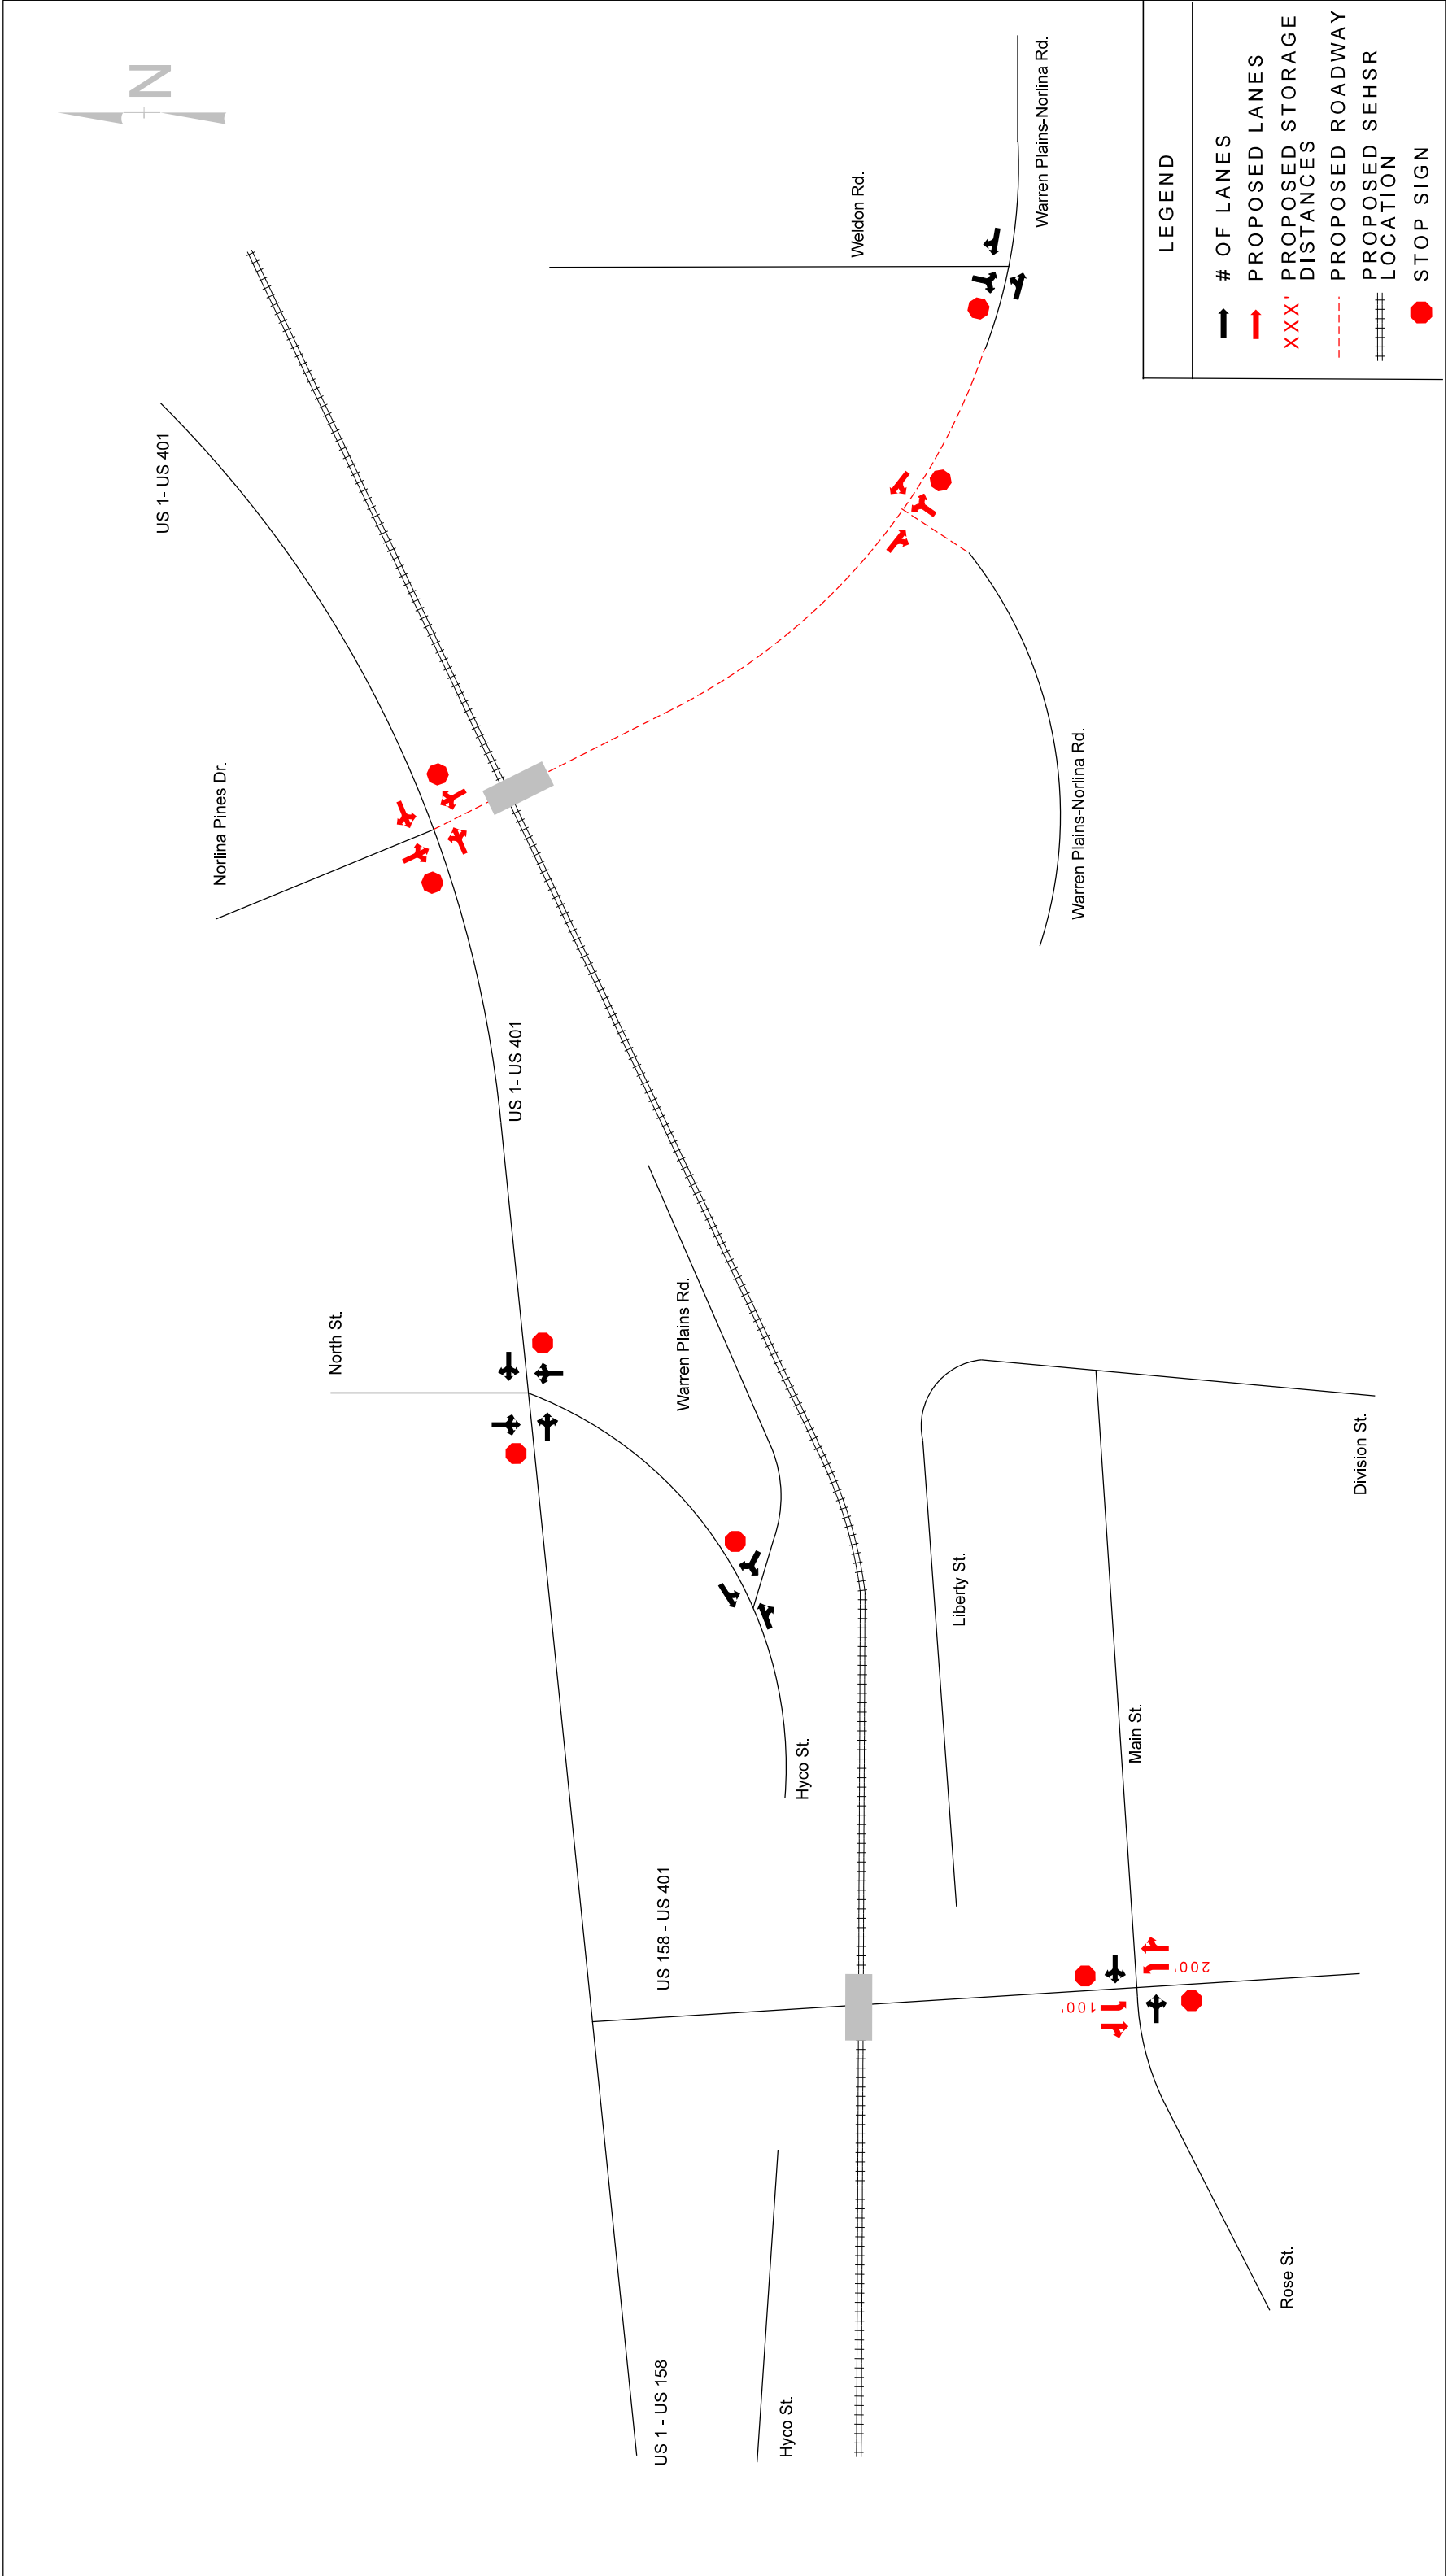 N
US 1- US 401
Norlina Pines Dr.
Weldon Rd.
Warren Plains-Norlina Rd.
Warren Plains-Norlina Rd.
US 1- US 401
North St.
Warren Plains Rd.
Hyco St.
US 158 - US 401
Liberty St.
Main St.
Division St.
100'
200'
US 1 - US 158
Hyco St.
Rose St.
LEGEND
# OF LANES
PROPOSED LANES
XXX' PROPOSED STORAGE
DISTANCES
PROPOSED ROADWAY
PROPOSED SEHSR
LOCATION
STOP SIGN